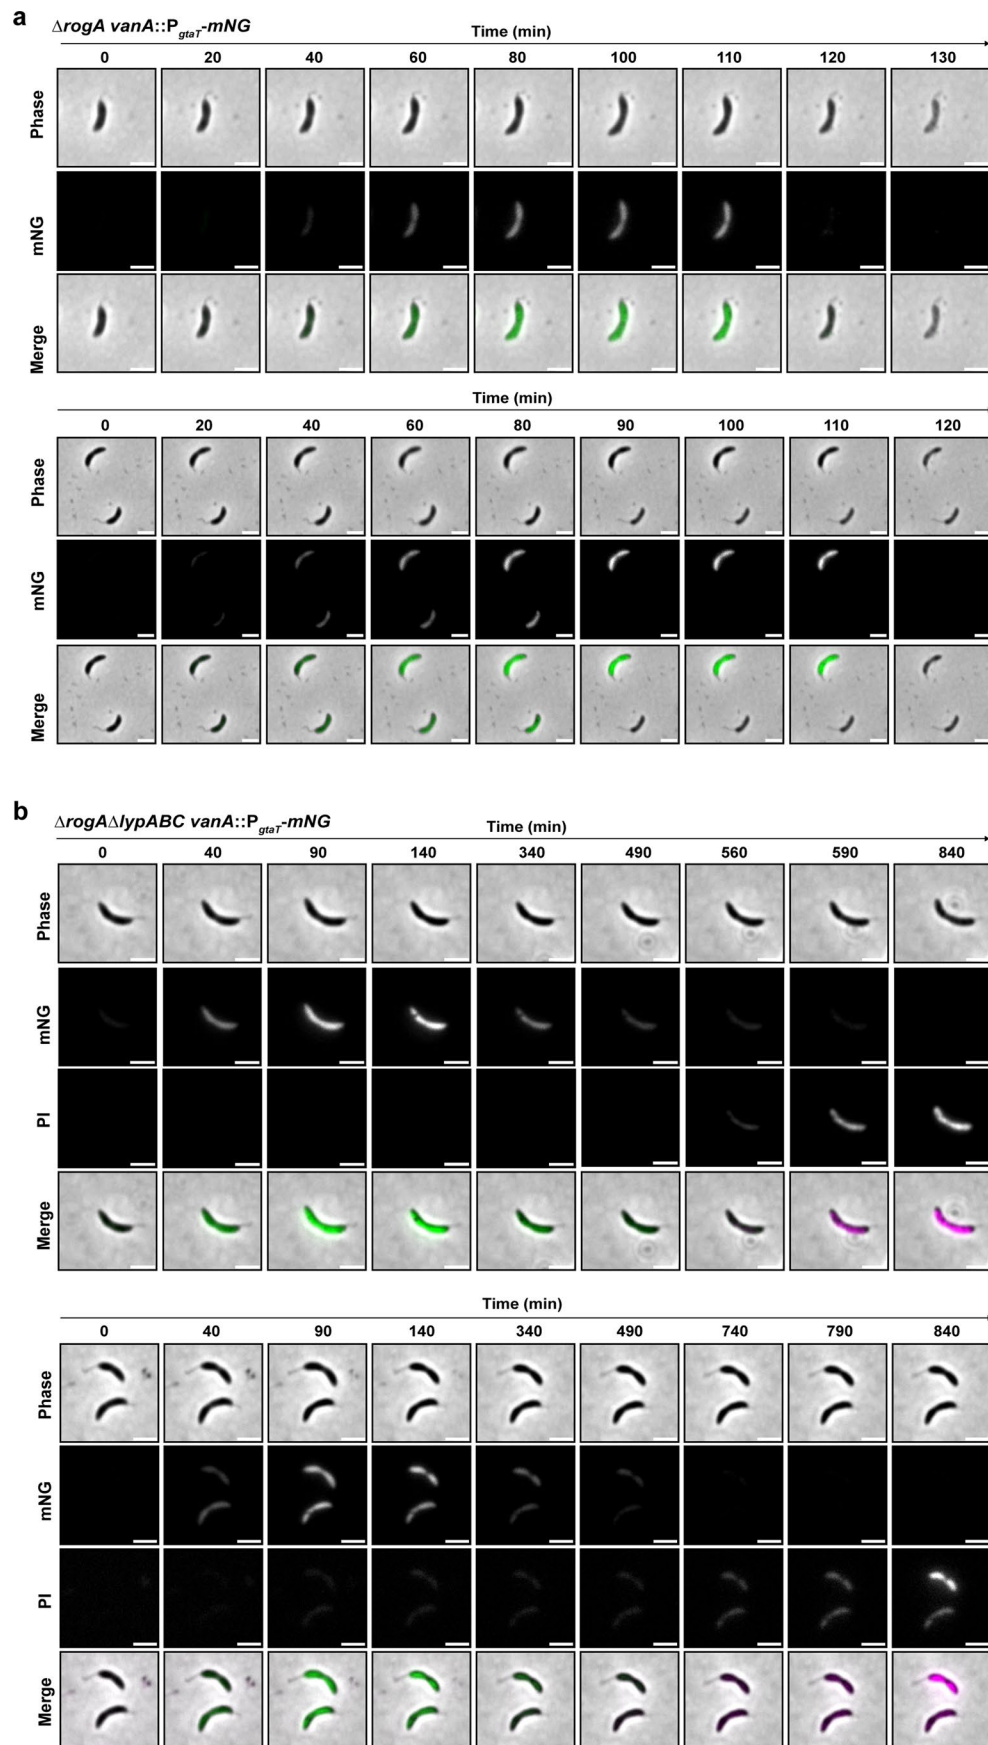 a
ΔrogA vanA::PgtaT-mNG
Time (min)
0 20 40 60 80 100 110 120 130
Phase
mNG
Merge
Time (min)
0 20 40 60 80 90 100 110 120
Phase
mNG
Merge
b
ΔrogAΔlypABC vanA::PgtaT-mNG
Time (min)
0 40 90 140 340 490 560 590 840
Phase
mNG
PI
Merge
Time (min)
0 40 90 140 340 490 740 790 840
Phase
mNG
PI
Merge